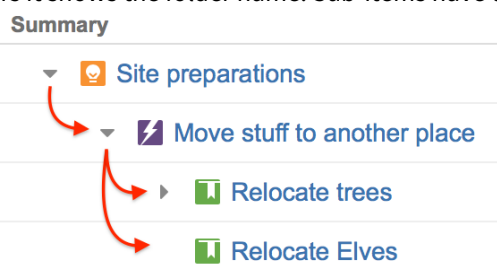 Summary
Site preparations
Move stuff to another place
Relocate trees
Relocate Elves